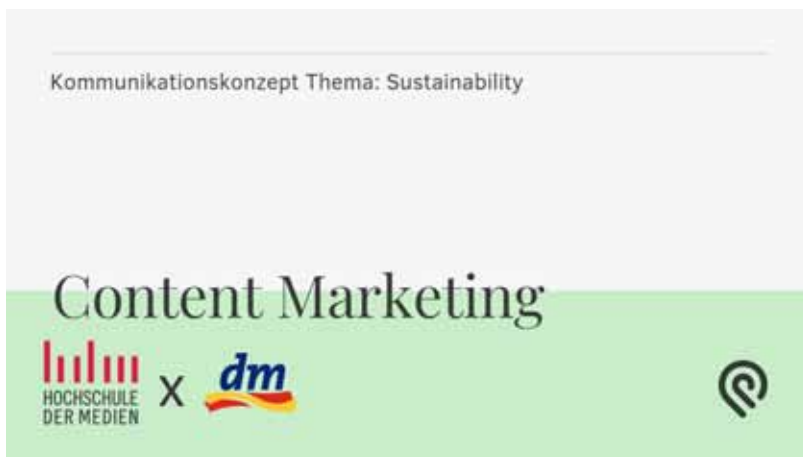 Kommunikationskonzept Thema: Sustainability
Content Marketing
HOCHSCHULE
DER MEDIEN
X
dm